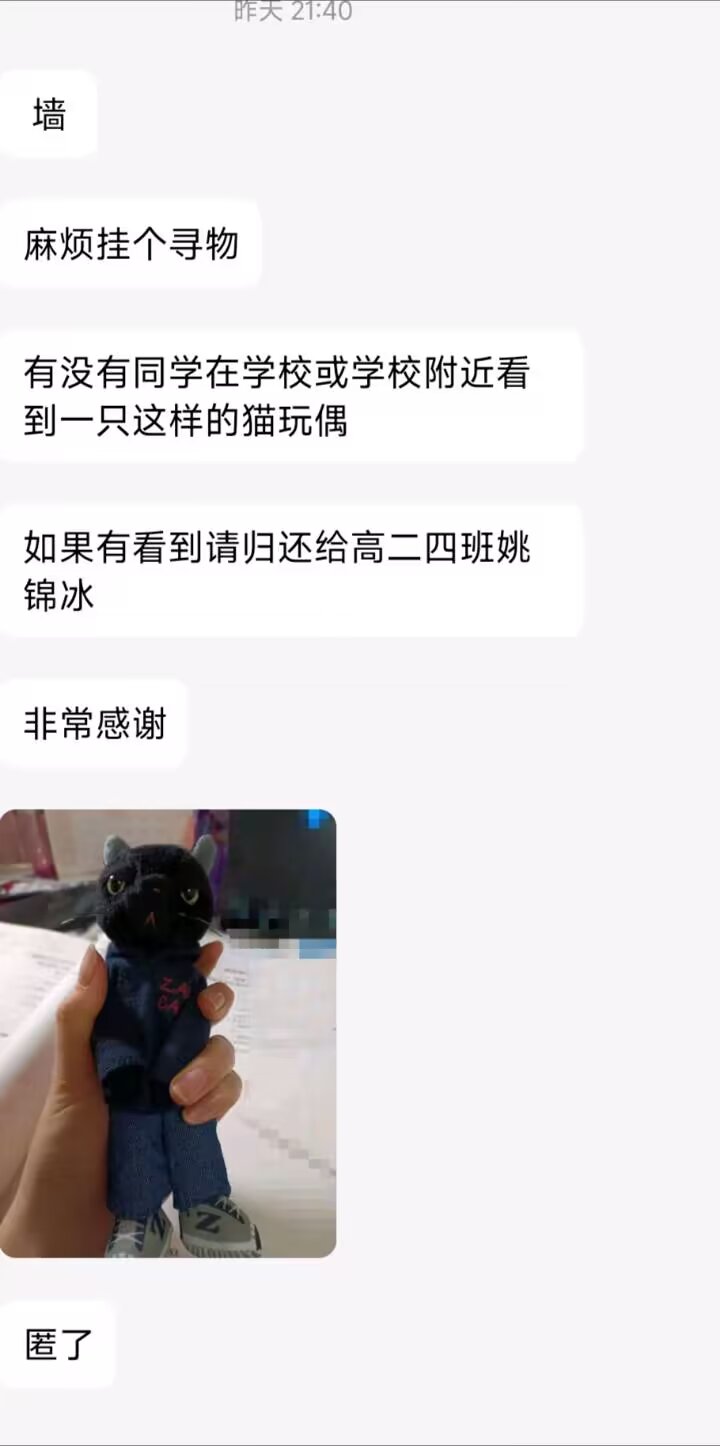 昨天 21:40
墙
麻烦挂个寻物
有没有同学在学校或学校附近看
到一只这样的猫玩偶
如果有看到请归还给高二四班姚
锦冰
非常感谢
ZA
CA
Z
匿了